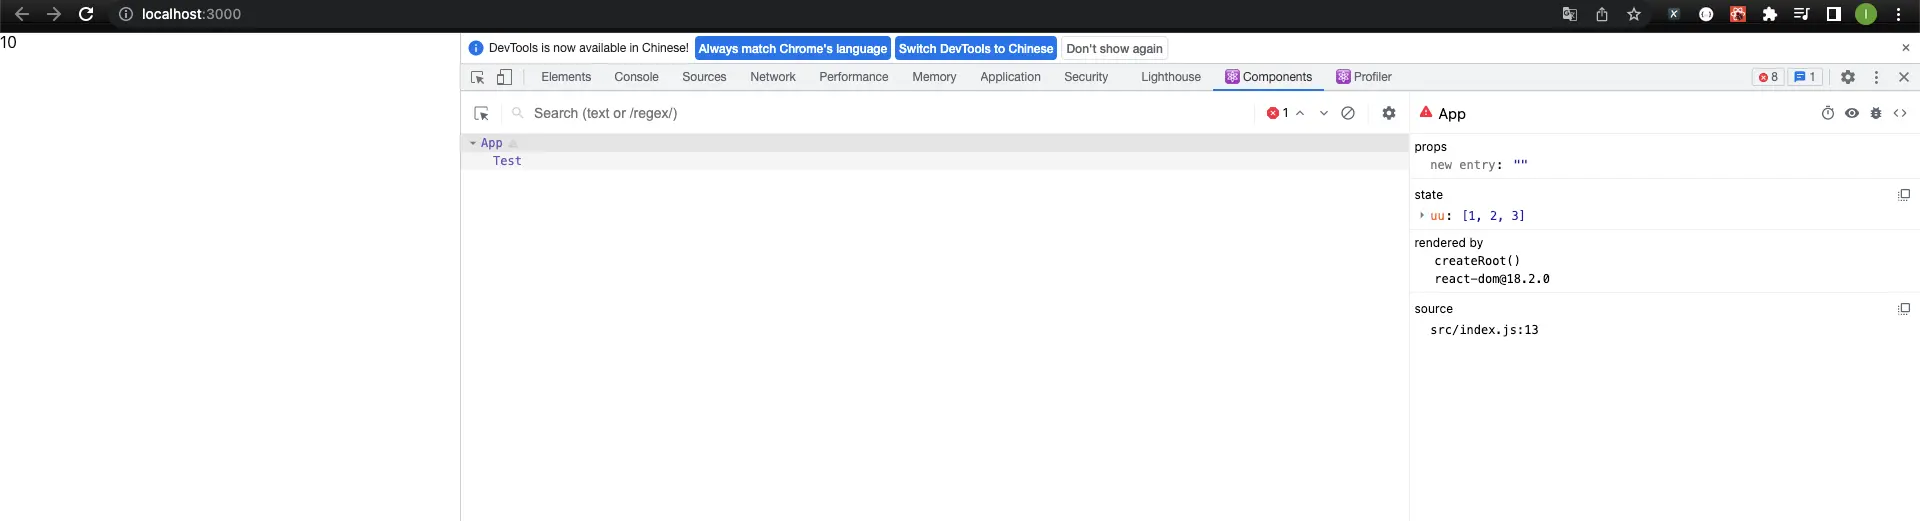 localhost:3000
10
DevTools is now available in Chinese! Always match Chrome's language Switch DevTools to Chinese Don't show again
Elements Console Sources Network Performance Memory Application Security Lighthouse Components Profiler 8 1
Search (text or /regex/) 1
App
Test
App
props
new entry: ""
state
uu: [1, 2, 3]
rendered by
createRoot()
react-dom@18.2.0
source
src/index.js:13